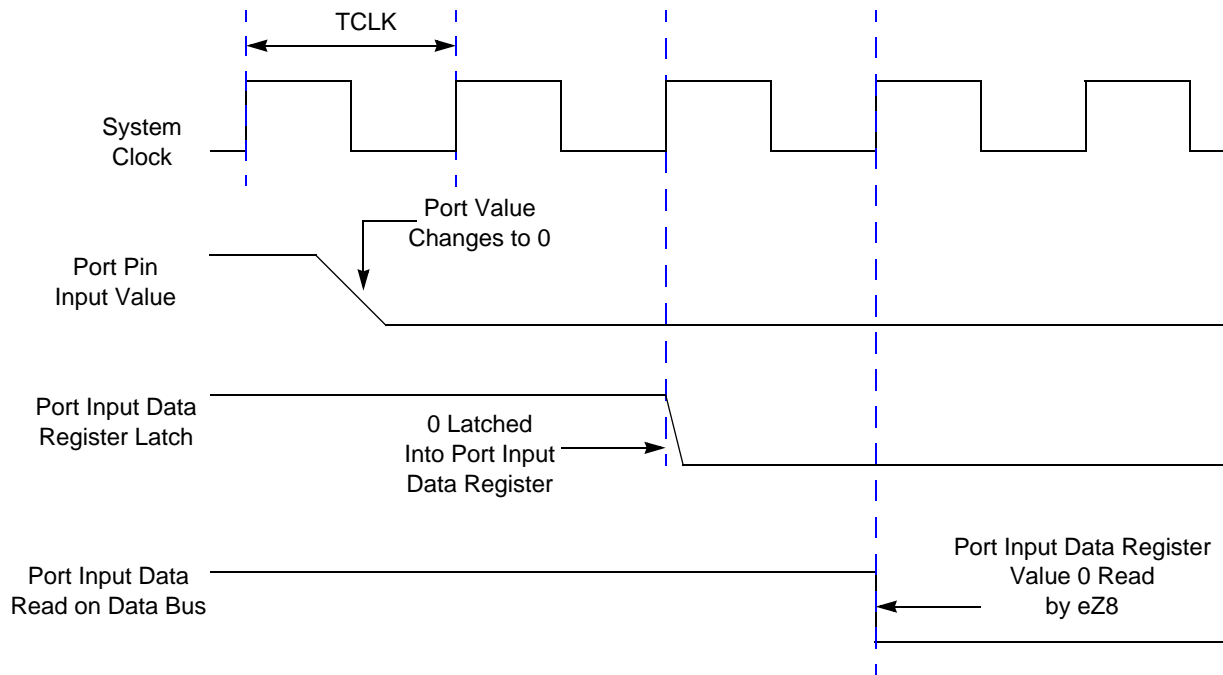 TCLK
System
Clock
Port Value
Changes to 0
Port Pin
Input Value
Port Input Data
Register Latch
0 Latched
Into Port Input
Data Register
Port Input Data
Read on Data Bus
Port Input Data Register
Value 0 Read
by eZ8